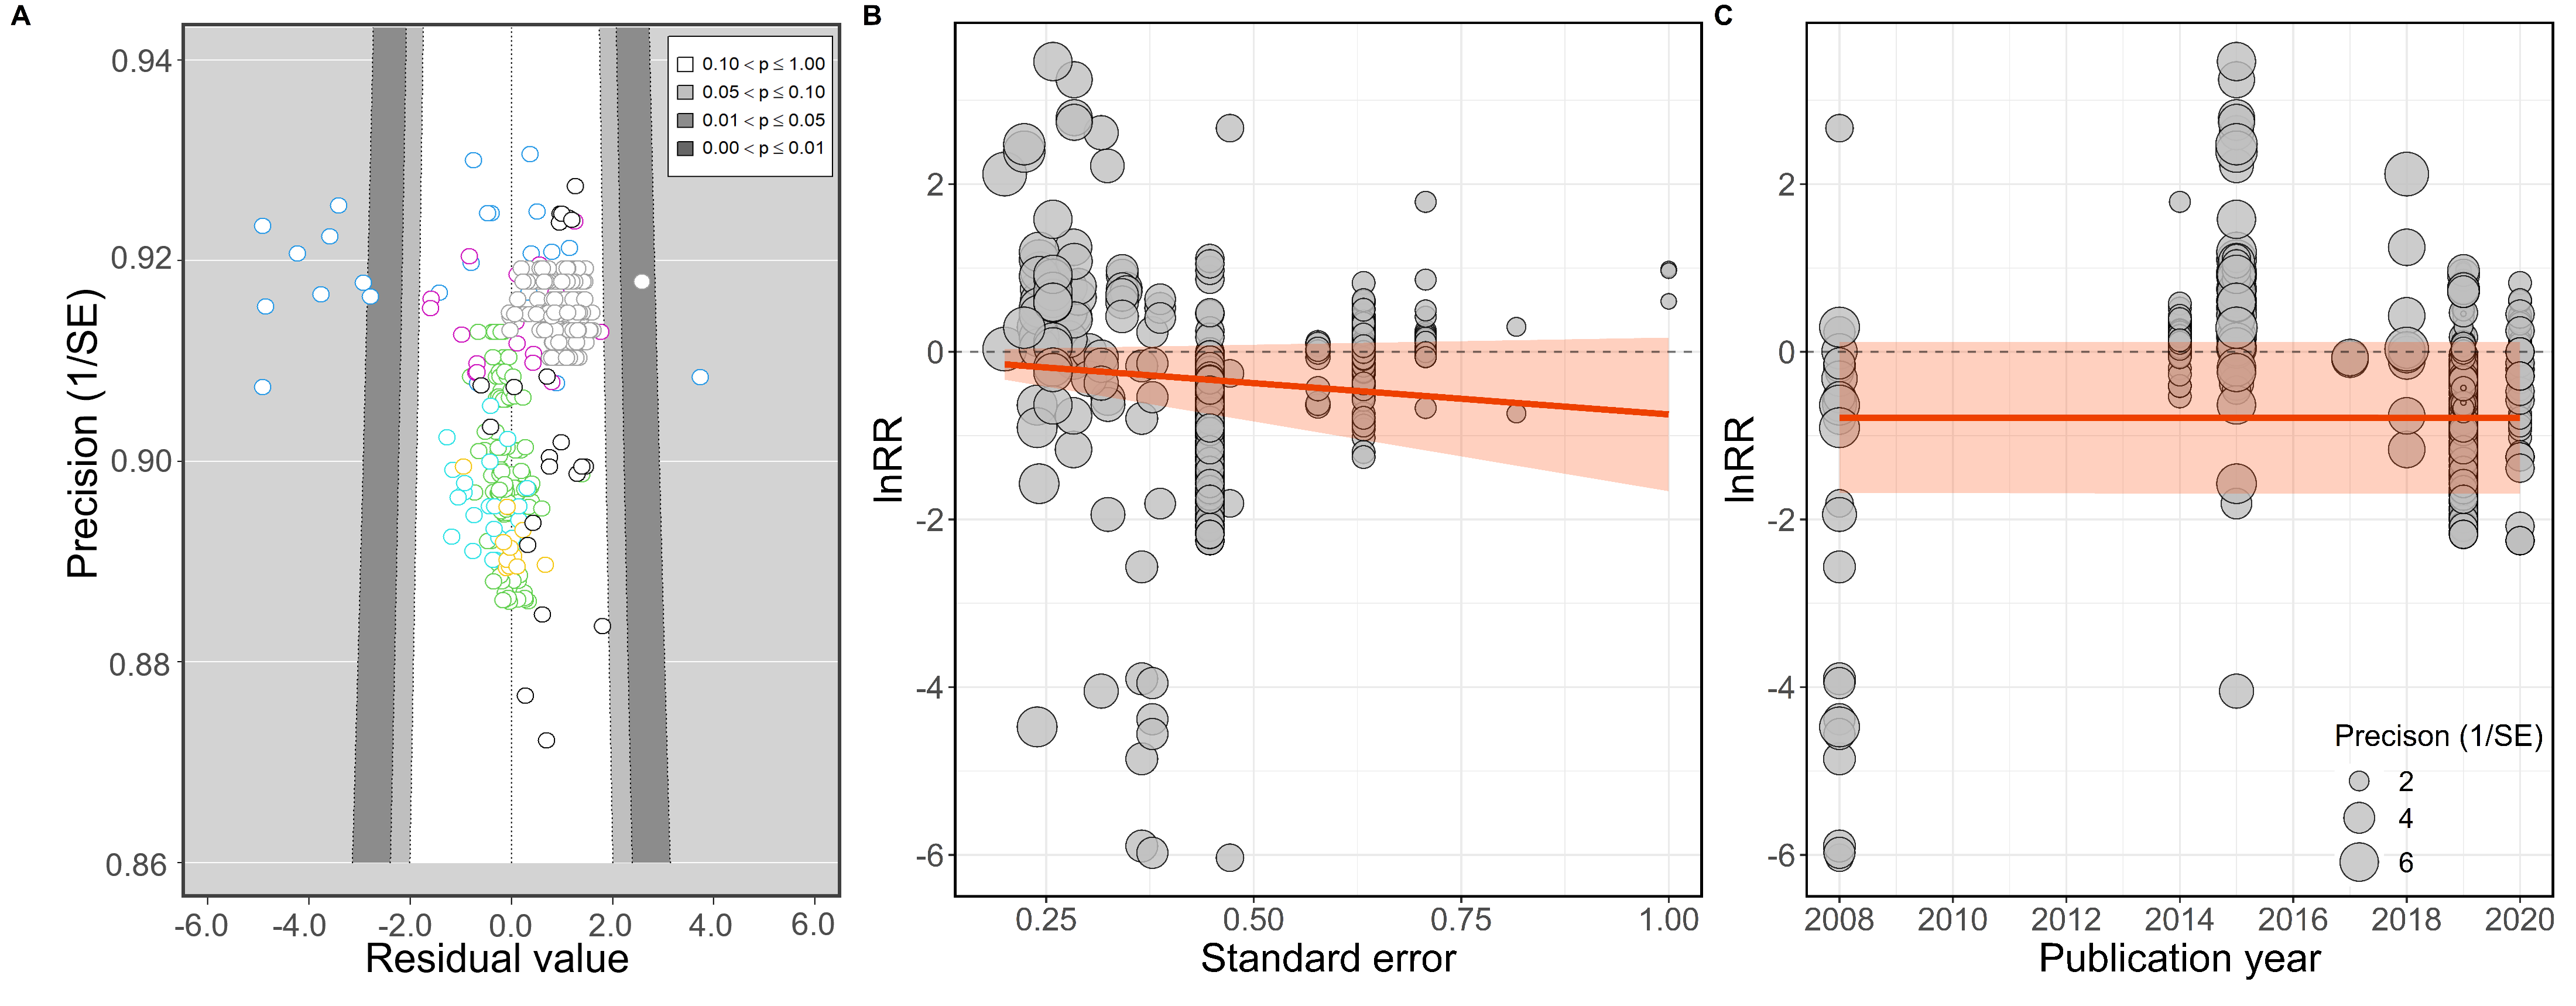 A
B
C
0.94
0.92
0.90
0.88
0.86
Precision (1/SE)
0.10 < p ≤ 1.00
0.05 < p ≤ 0.10
0.01 < p ≤ 0.05
0.00 < p ≤ 0.01
-6.0 -4.0 -2.0 0.0 2.0 4.0 6.0
Residual value
2
0
-2
-4
-6
lnRR
0.25 0.50 0.75 1.00
Standard error
2
0
-2
-4
-6
lnRR
Precison (1/SE)
2
4
6
2008 2010 2012 2014 2016 2018 2020
Publication year